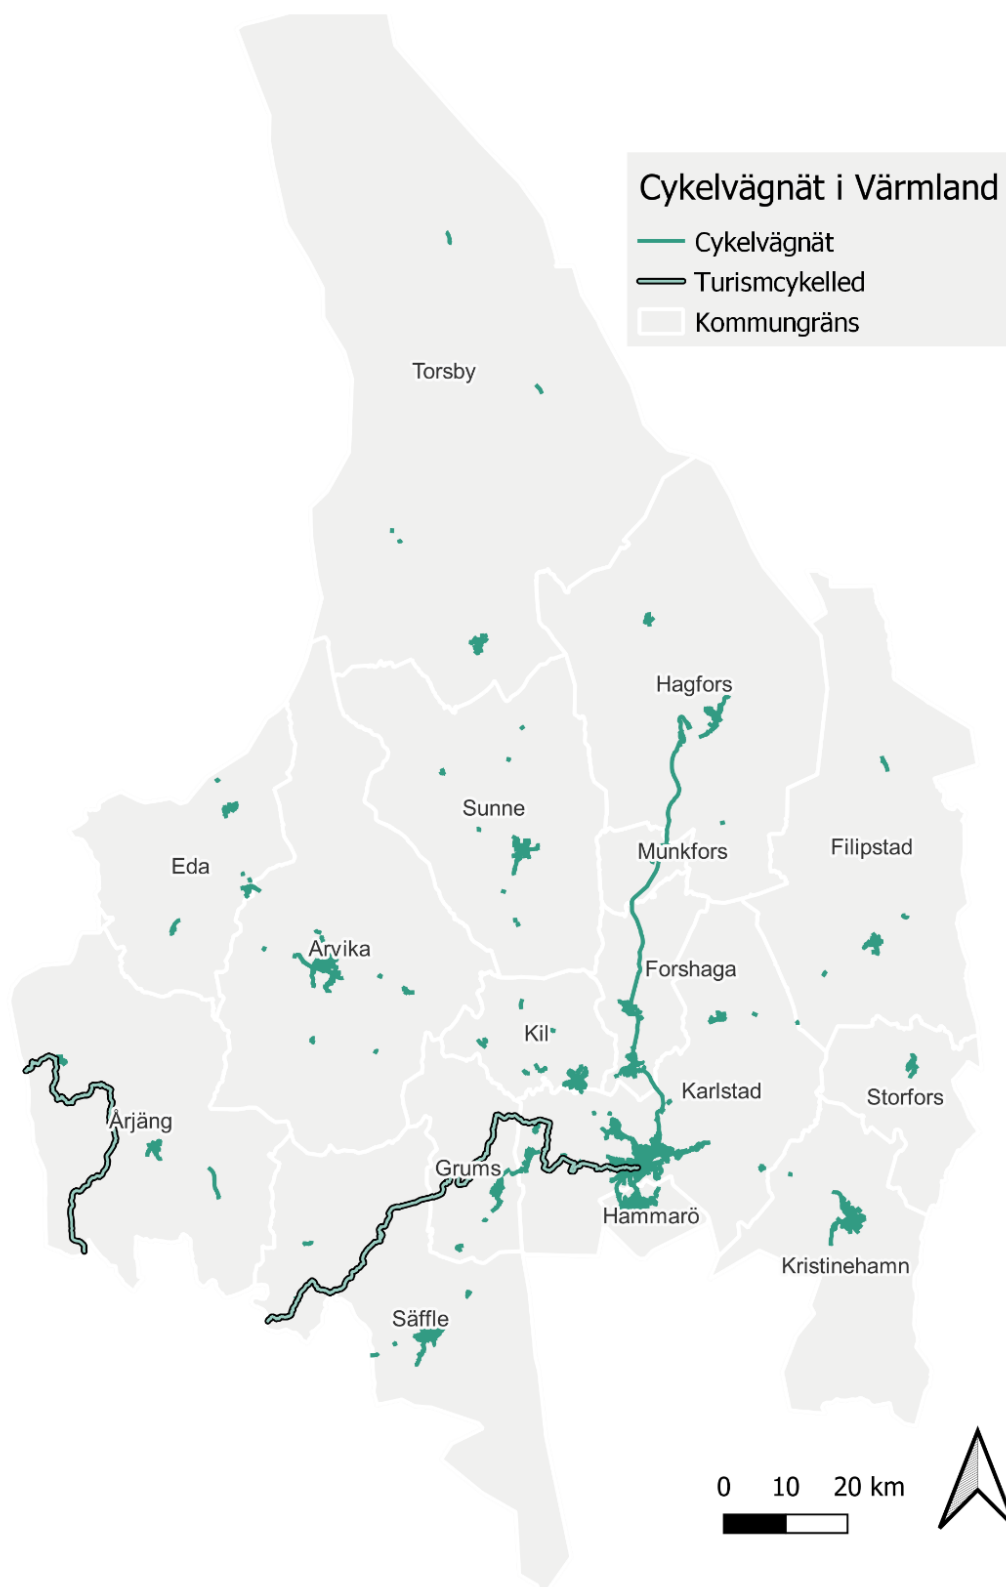 Cykelvägnät i Värmland
Cykelvägnät
Turismcykelled
Kommungräns
Torsby
Hagfors
Sunne
Munkfors
Filipstad
Eda
Arvika
Forshaga
Kil
Karlstad
Storfors
Årjäng
Grums
Hammarö
Kristinehamn
Säffle
0 10 20 km